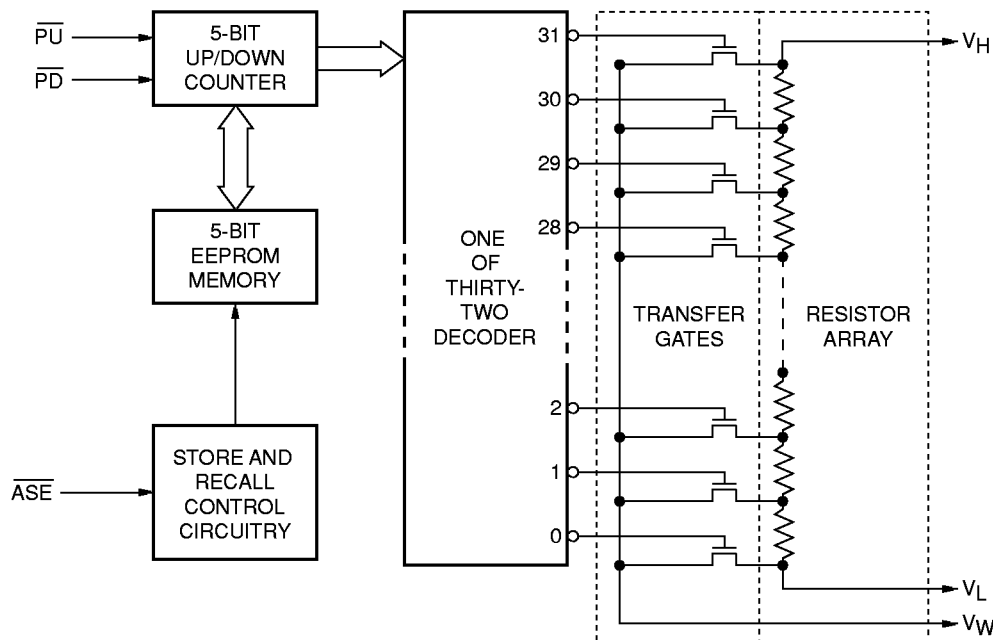 PU
PD
5-BIT
UP/DOWN
COUNTER
5-BIT
EEPROM
MEMORY
ASE
STORE AND
RECALL
CONTROL
CIRCUITRY
ONE
OF
THIRTY-
TWO
DECODER
31
30
29
28
2
1
0
TRANSFER
GATES
RESISTOR
ARRAY
VH
VL
VW